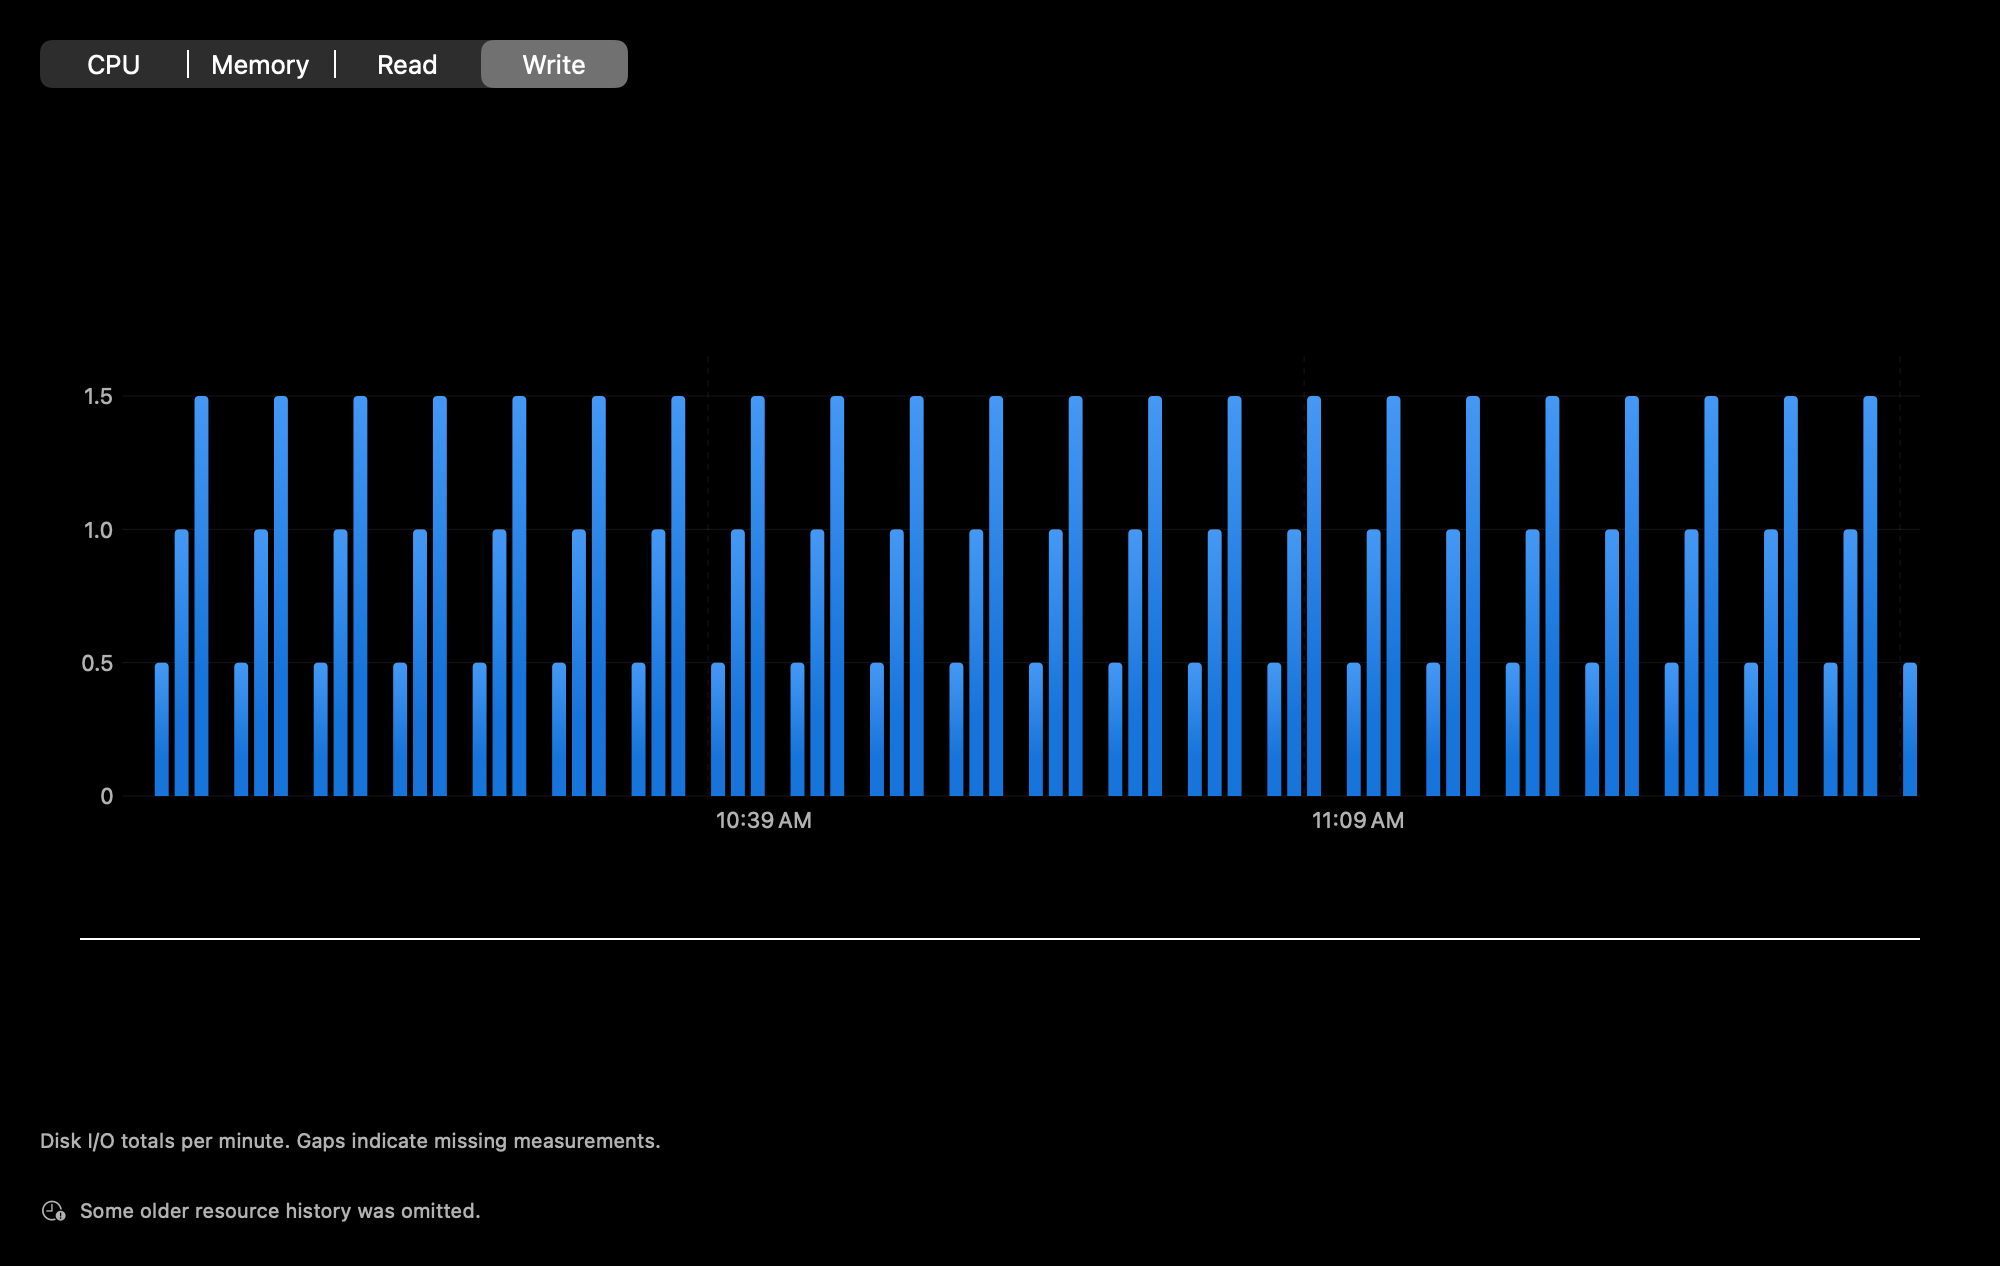 CPU
Memory
Read
Write
1.5
1.0
0.5
0
10:39 AM
11:09 AM
Disk I/O totals per minute. Gaps indicate missing measurements.
Some older resource history was omitted.